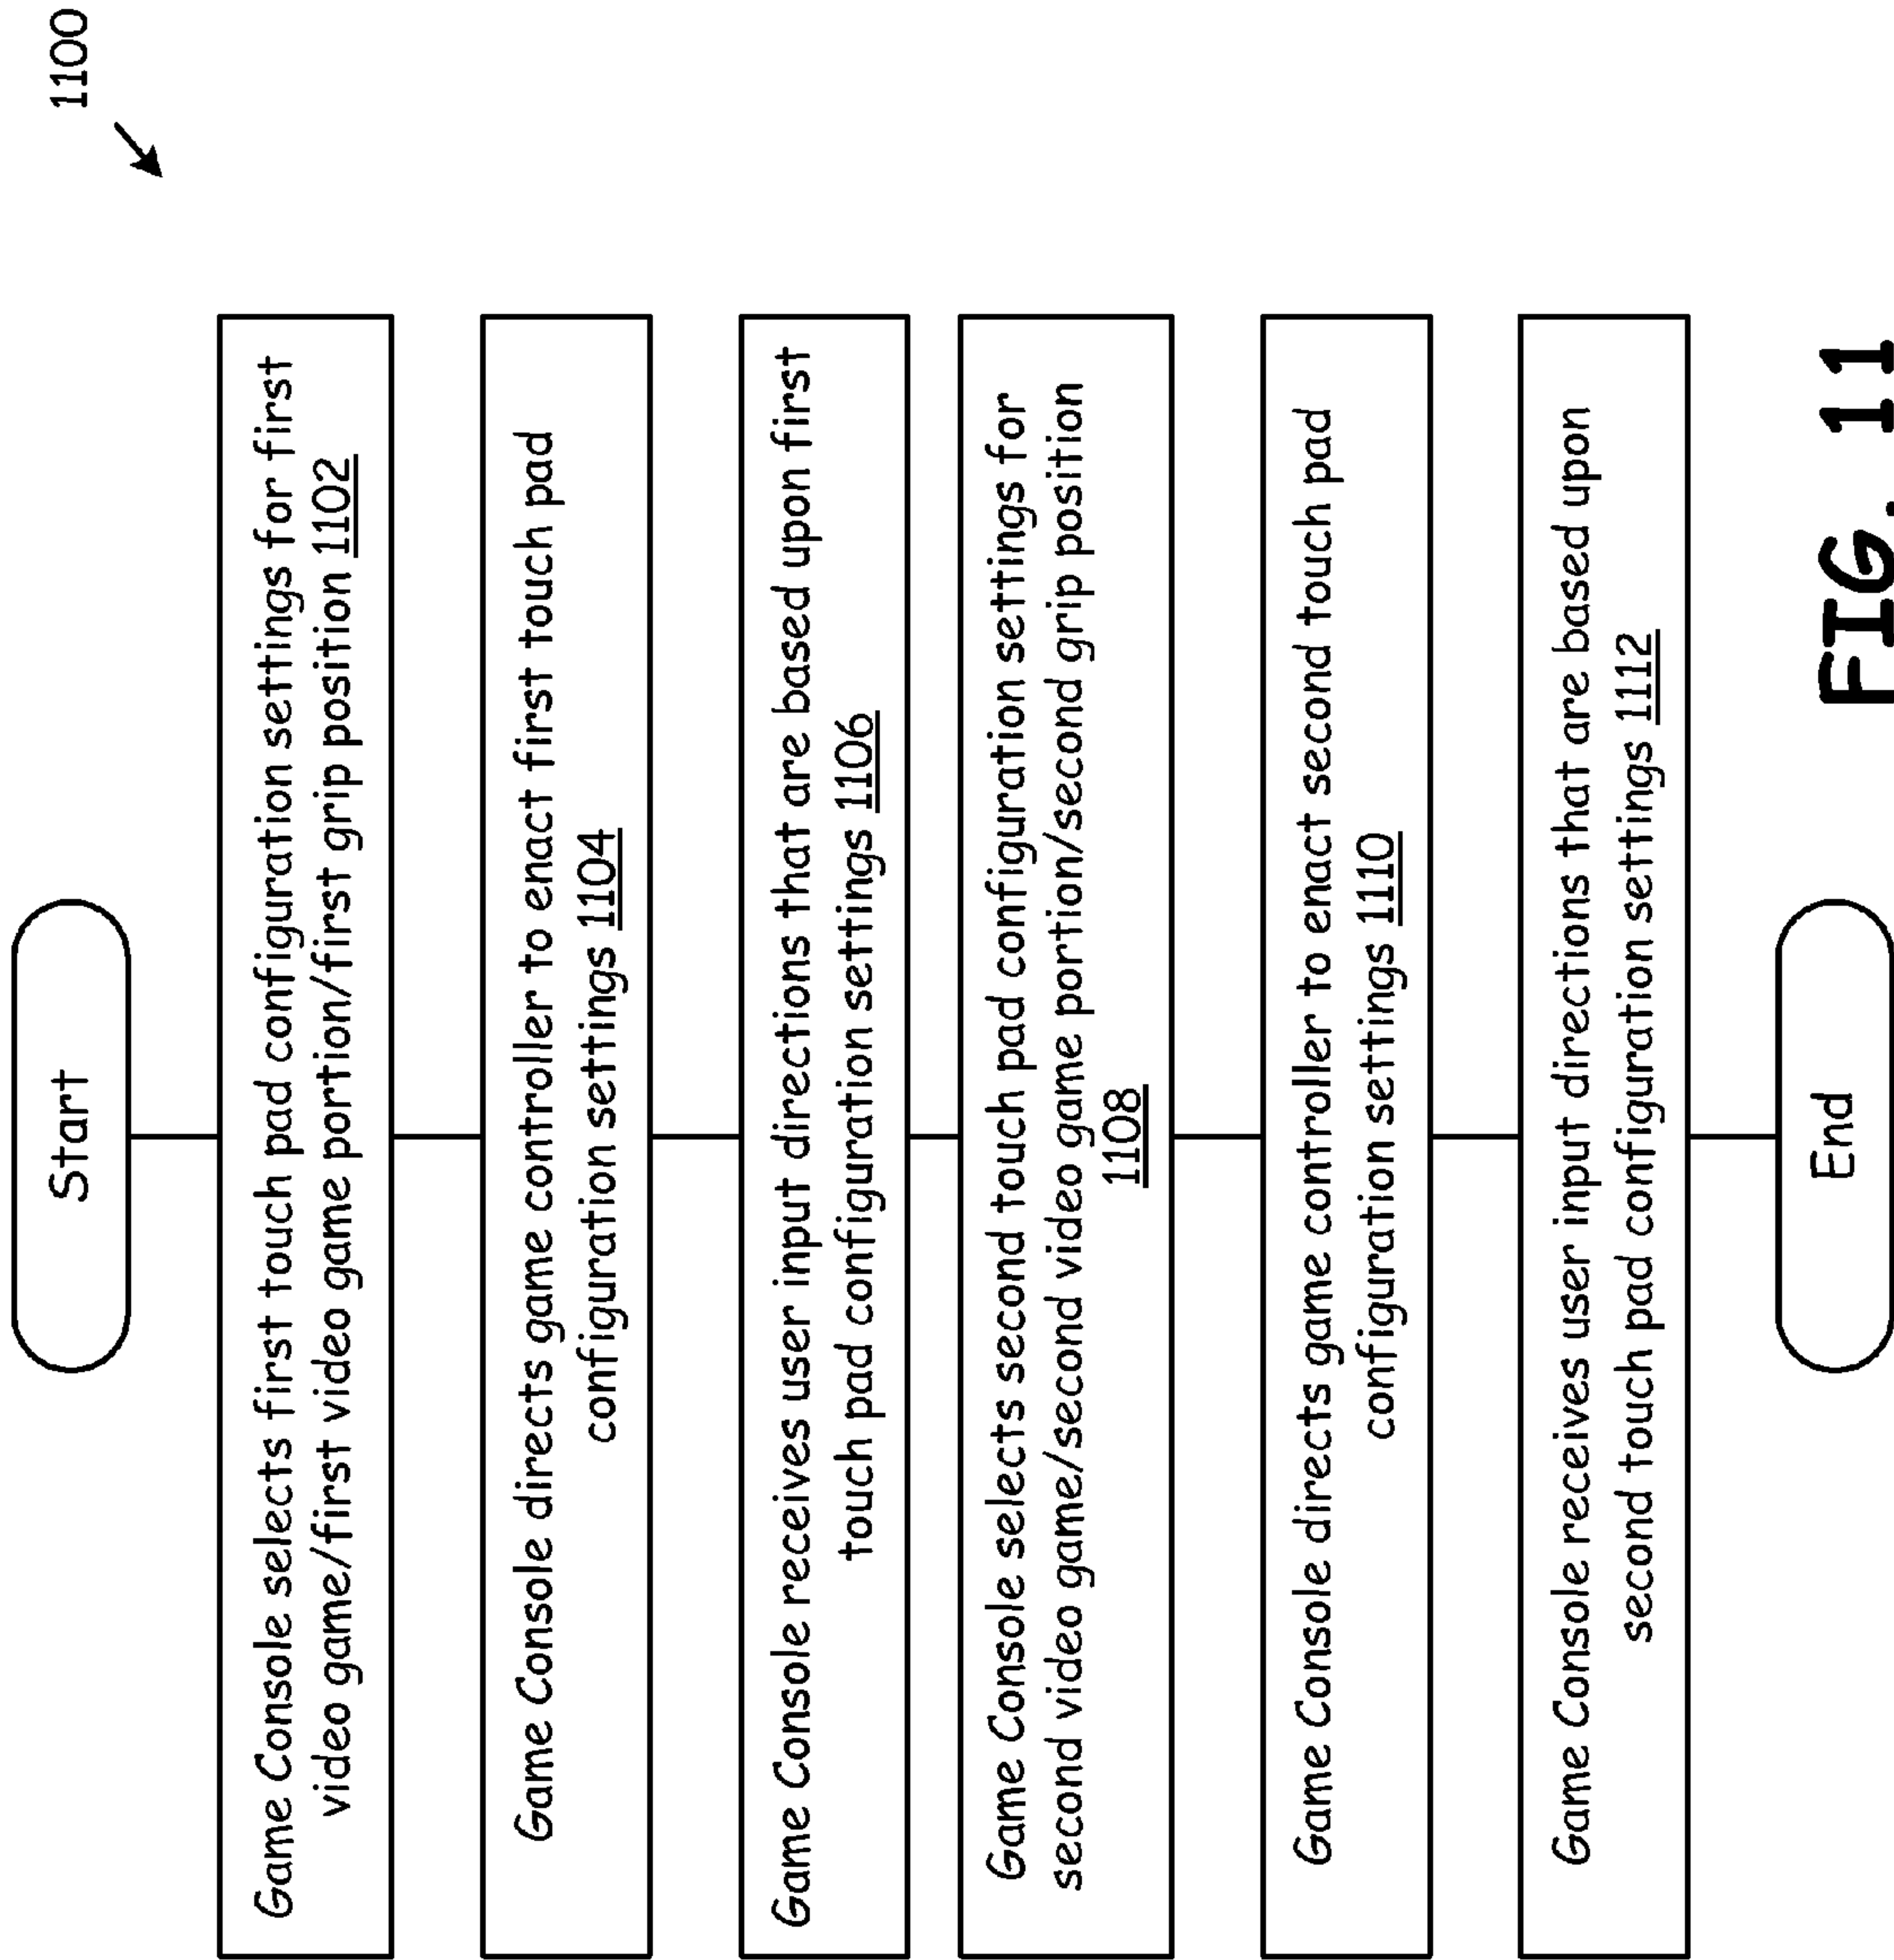 1100
Start
Game Console selects first touch pad configuration settings for first
video game/first video game portion/first grip position 1102
Game Console directs game controller to enact first touch pad
configuration settings 1104
Game Console receives user input directions that are based upon first
touch pad configuration settings 1106
Game Console selects second touch pad configuration settings for
second video game/second video game portion/second grip position
1108
Game Console directs game controller to enact second touch pad
configuration settings 1110
Game Console receives user input directions that are based upon
second touch pad configuration settings 1112
End
FIG. 11